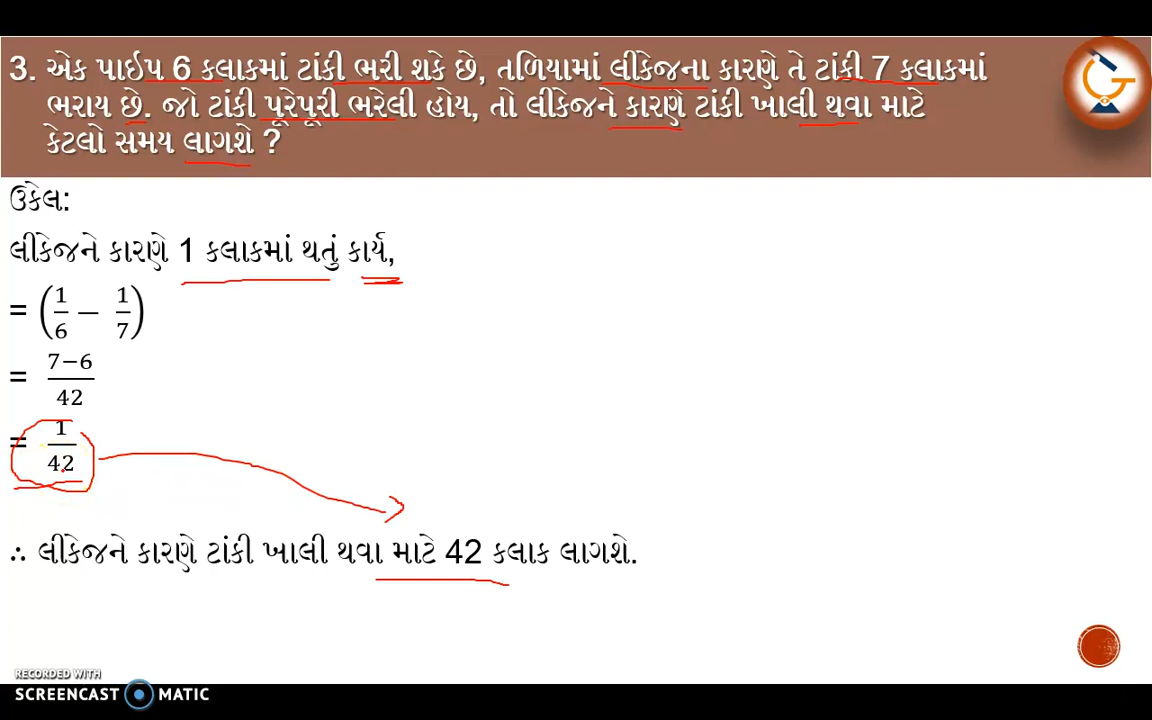 3. એક પાઇપ 6 કલાકમાં ટાંકી ભરી શકે છે, તળિયામાં લીકેજના કારણે તે ટાંકી 7 કલાકમાં
ભરાય છે. જો ટાંકી પૂરેપૂરી ભરેલી હોય, તો લીકેજને કારણે ટાંકી ખાલી થવા માટે
કેટલો સમય લાગશે ?
ઉકેલ:
લીકેજને કારણે 1 કલાકમાં થતું કાર્ય,
= (1/6 − 1/7)
= 7−6/42
= 1/42
∴ લીકેજને કારણે ટાંકી ખાલી થવા માટે 42 કલાક લાગશે.
RECORDED WITH
SCREENCAST MATIC